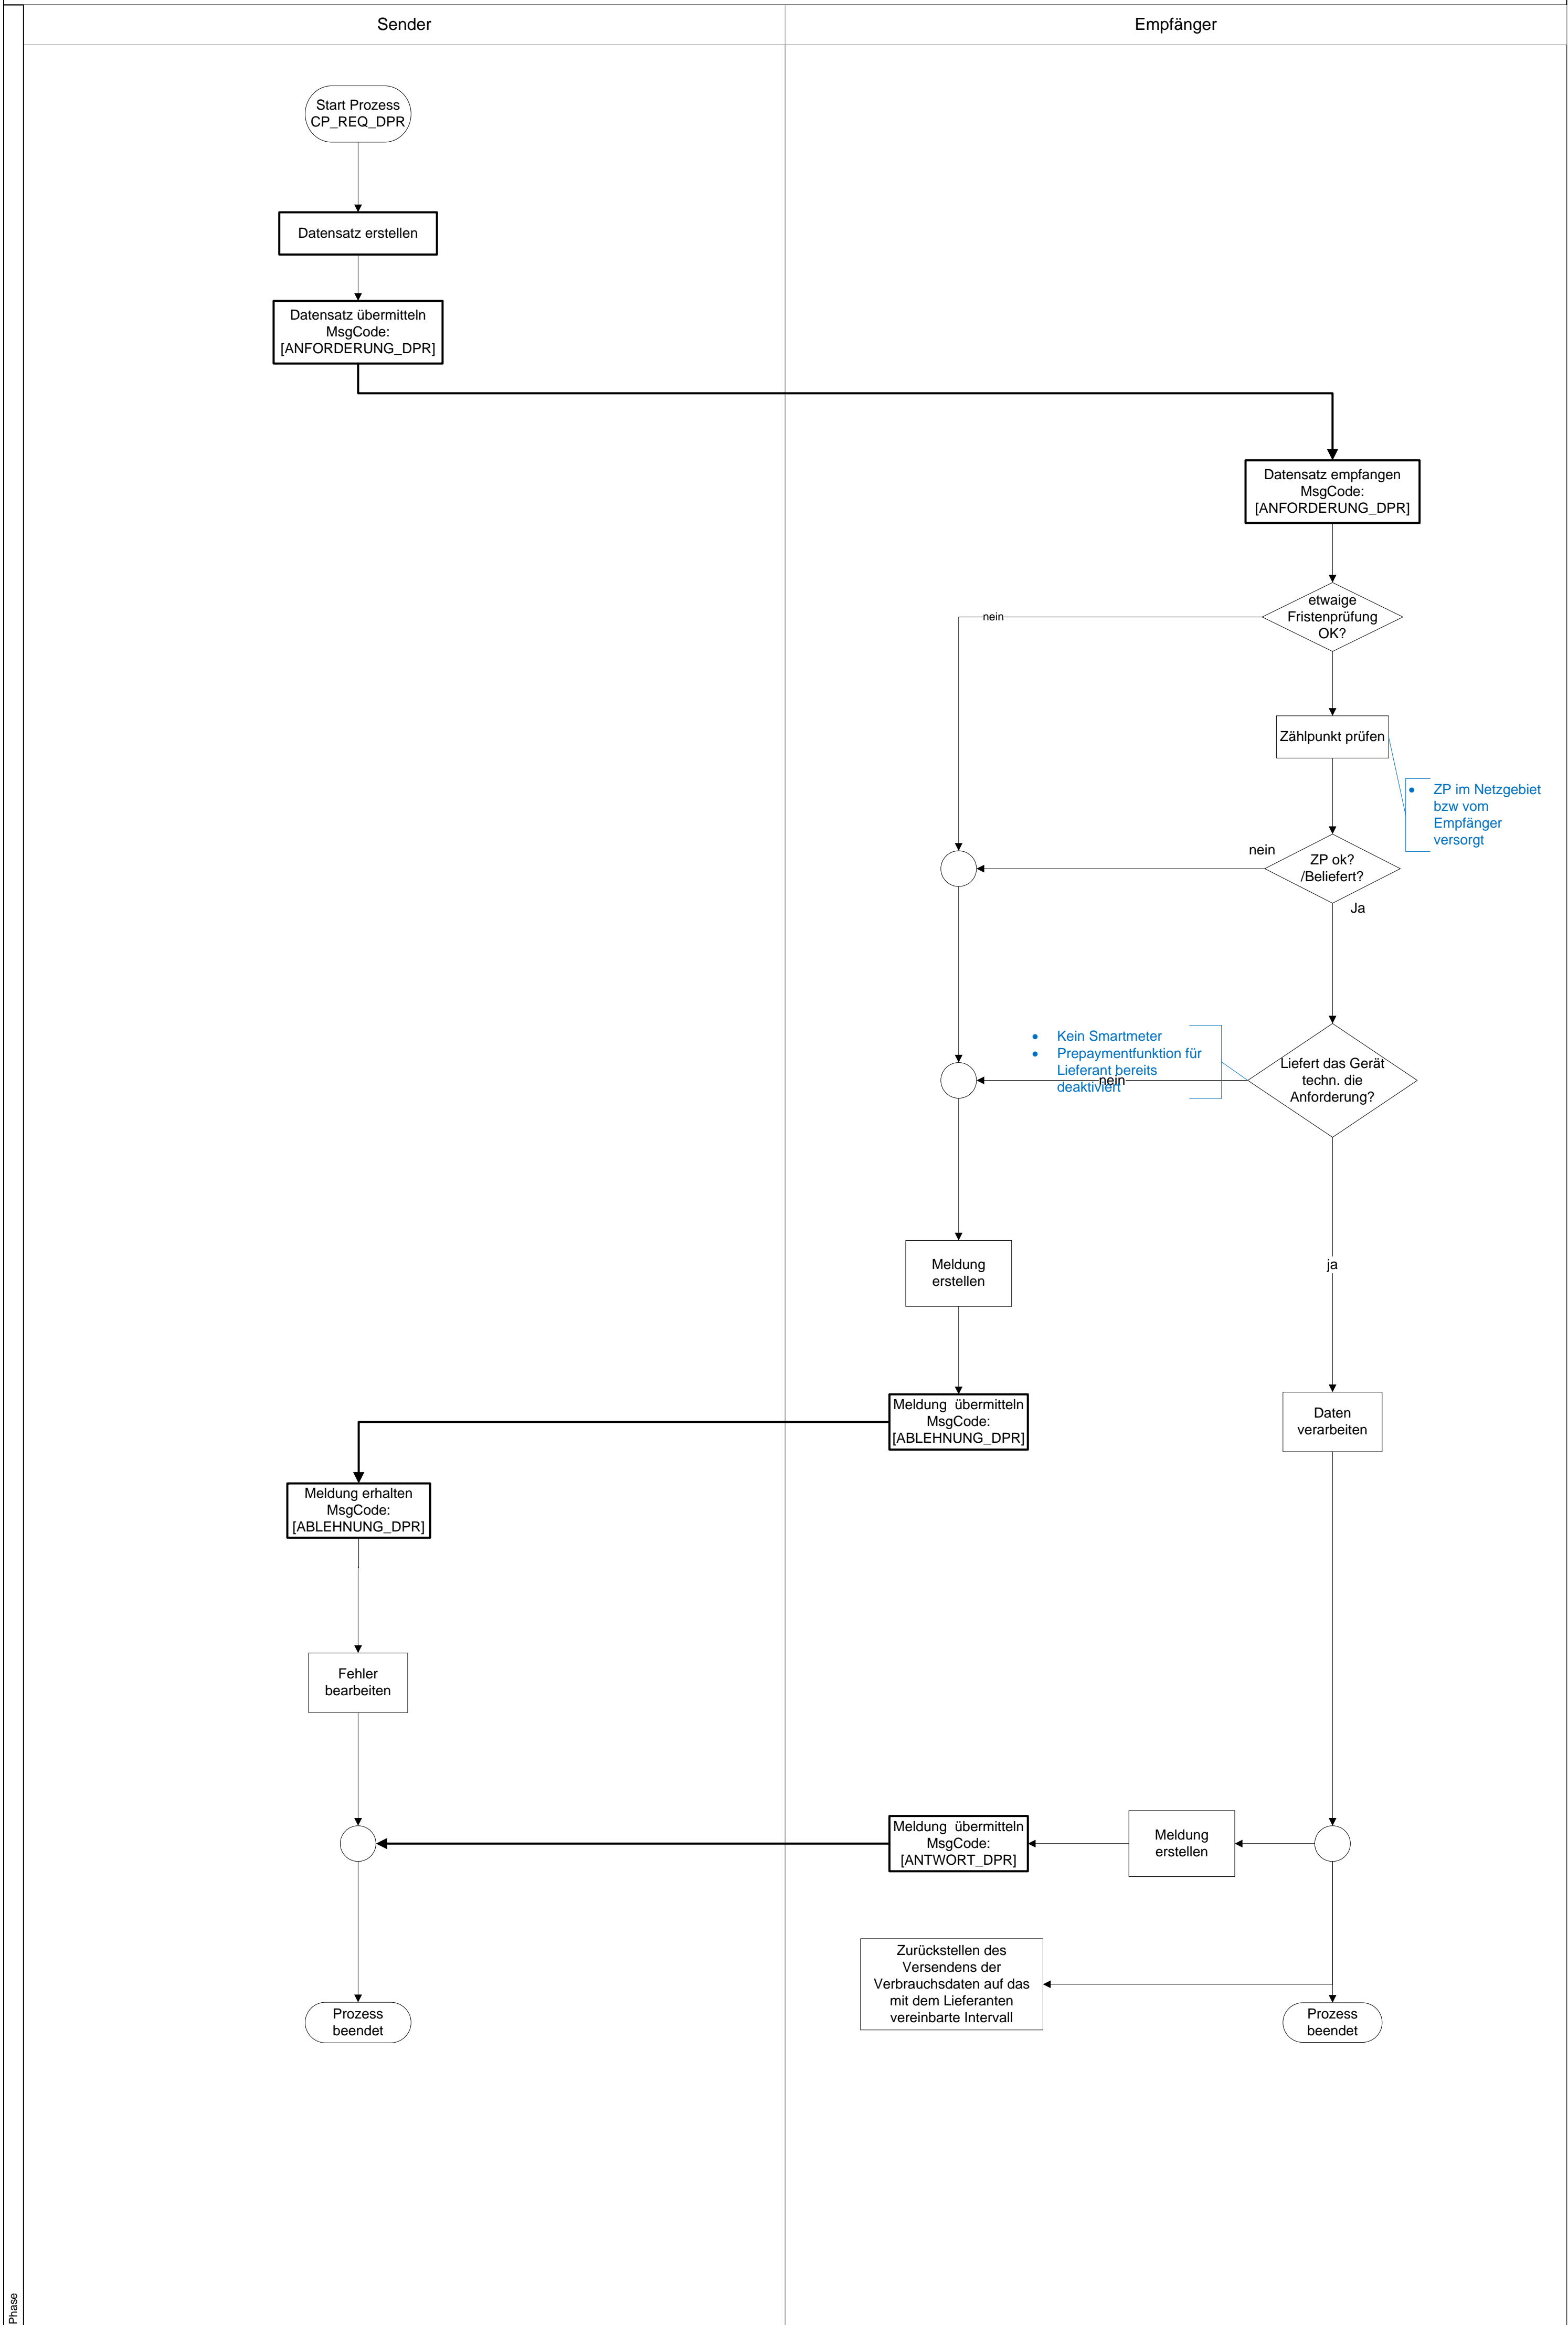 Sender
Empfänger
Start Prozess
CP_REQ_DPR
Datensatz erstellen
Datensatz übermitteln
MsgCode:
[ANFORDERUNG_DPR]
Datensatz empfangen
MsgCode:
[ANFORDERUNG_DPR]
etwaige
Fristenprüfung
OK?
nein
Zählpunkt prüfen
• ZP im Netzgebiet
bzw vom
Empfänger
versorgt
nein
ZP ok?
/Beliefert?
Ja
• Kein Smartmeter
• Prepaymentfunktion für
Lieferant bereits
deaktiviert
nein
Liefert das Gerät
techn. die
Anforderung?
Meldung
erstellen
ja
Meldung übermitteln
MsgCode:
[ABLEHNUNG_DPR]
Daten
verarbeiten
Meldung erhalten
MsgCode:
[ABLEHNUNG_DPR]
Fehler
bearbeiten
Meldung übermitteln
MsgCode:
[ANTWORT_DPR]
Meldung
erstellen
Zurückstellen des
Versendens der
Verbrauchsdaten auf das
mit dem Lieferanten
vereinbarte Intervall
Prozess
beendet
Prozess
beendet
Phase